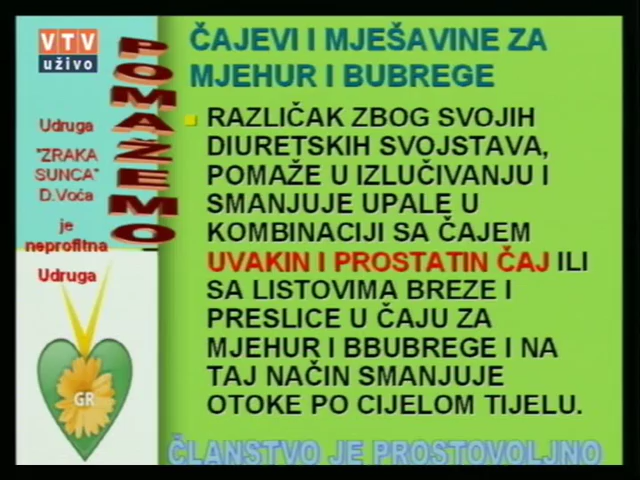 VTV
uživo
Udruga
"ZRAKA
SUNCA"
D.Voća
je
neprofitna
Udruga
POMAŽEMO
GR
ČAJEVI I MJEŠAVINE ZA
MJEHUR I BUBREGE
RAZLIČAK ZBOG SVOJIH
DIURETSKIH SVOJSTAVA,
POMAŽE U IZLUČIVANJU I
SMANJUJE UPALE U
KOMBINACIJI SA ČAJEM
UVAKIN I PROSTATIN ČAJ ILI
SA LISTOVIMA BREZE I
PRESLICE U ČAJU ZA
MJEHUR I BBUBREGE I NA
TAJ NAČIN SMANJUJE
OTOKE PO CIJELOM TIJELU.
ČLANSTVO JE PROSTOVOLJNO